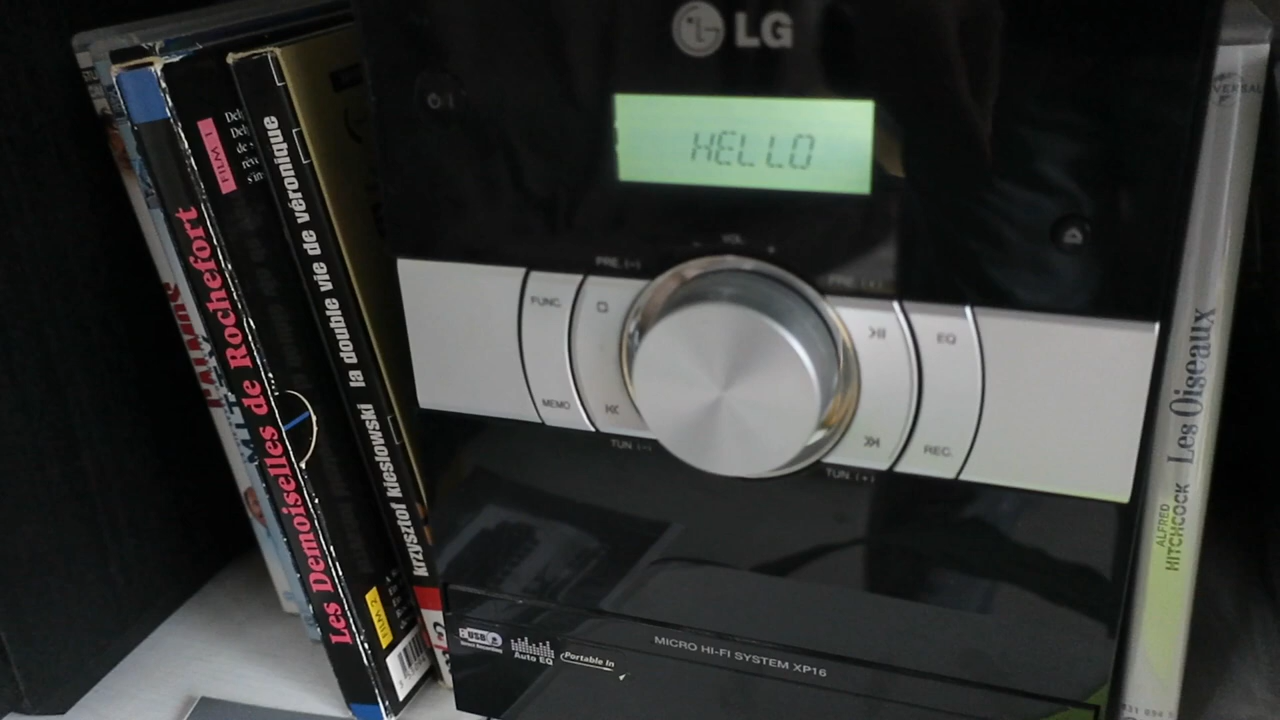 LG
HELLO
VOL.
PRE. (-)
PRE. (+)
FUNC.
MEMO
EQ
REC.
TUN. (-)
TUN. (+)
MICRO HI-FI SYSTEM XP16
USB
Auto EQ
Portable In
Les Demoiselles de Rochefort
FILM 1
FILM 2
krzysztof kieslowski la double vie de véronique
ALFRED
HITCHCOCK Les Oiseaux